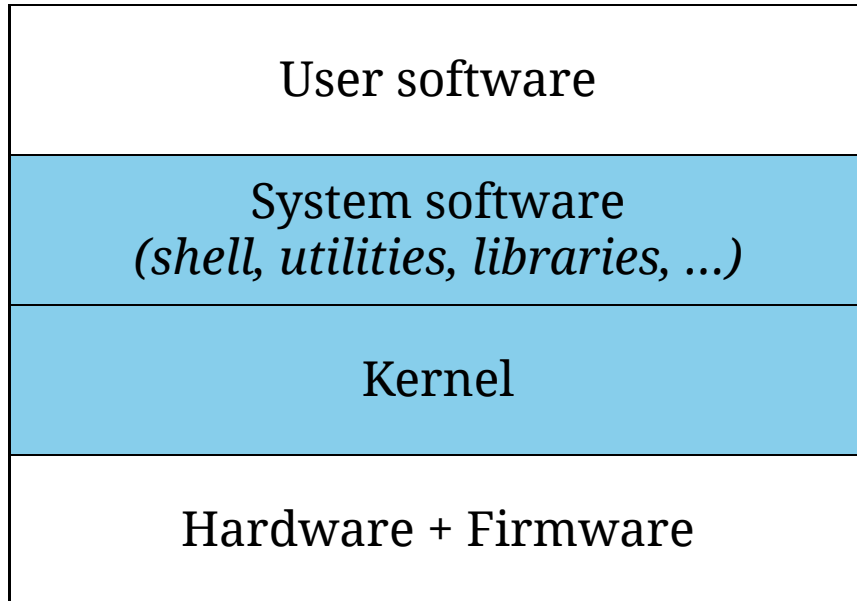 User software
System software
(shell, utilities, libraries, ...)
Kernel
Hardware + Firmware